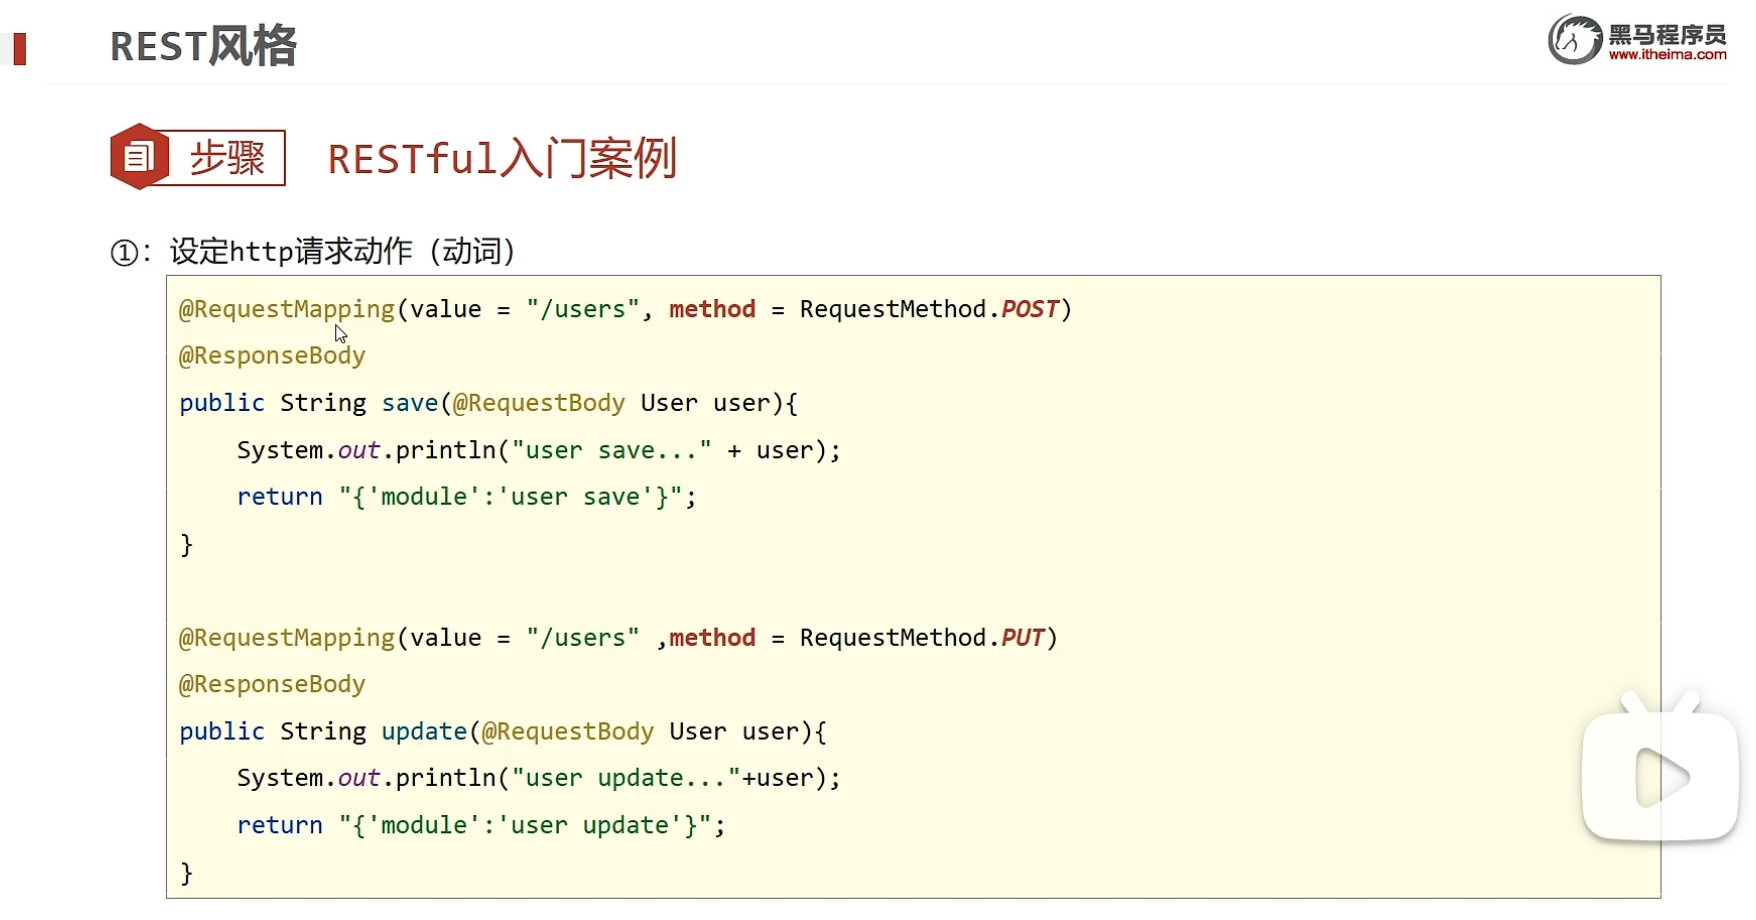 REST风格
黑马程序员
www.itheima.com
步骤
RESTful入门案例
①：设定http请求动作（动词）
@RequestMapping(value = "/users", method = RequestMethod.POST)
@ResponseBody
public String save(@RequestBody User user){
    System.out.println("user save..." + user);
    return "{'module':'user save'}";
}
@RequestMapping(value = "/users" ,method = RequestMethod.PUT)
@ResponseBody
public String update(@RequestBody User user){
    System.out.println("user update..."+user);
    return "{'module':'user update'}";
}